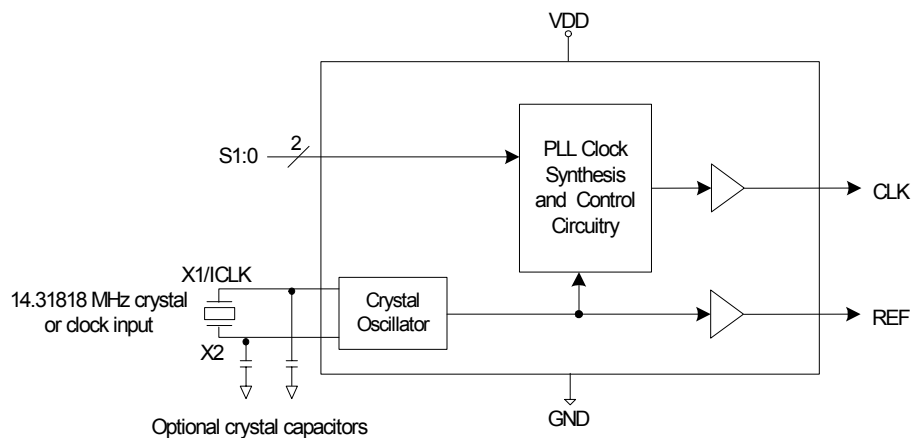 VDD
S1:0
2
PLL Clock
Synthesis
and Control
Circuitry
CLK
X1/ICLK
14.31818 MHz crystal
or clock input
X2
Crystal
Oscillator
REF
Optional crystal capacitors
GND